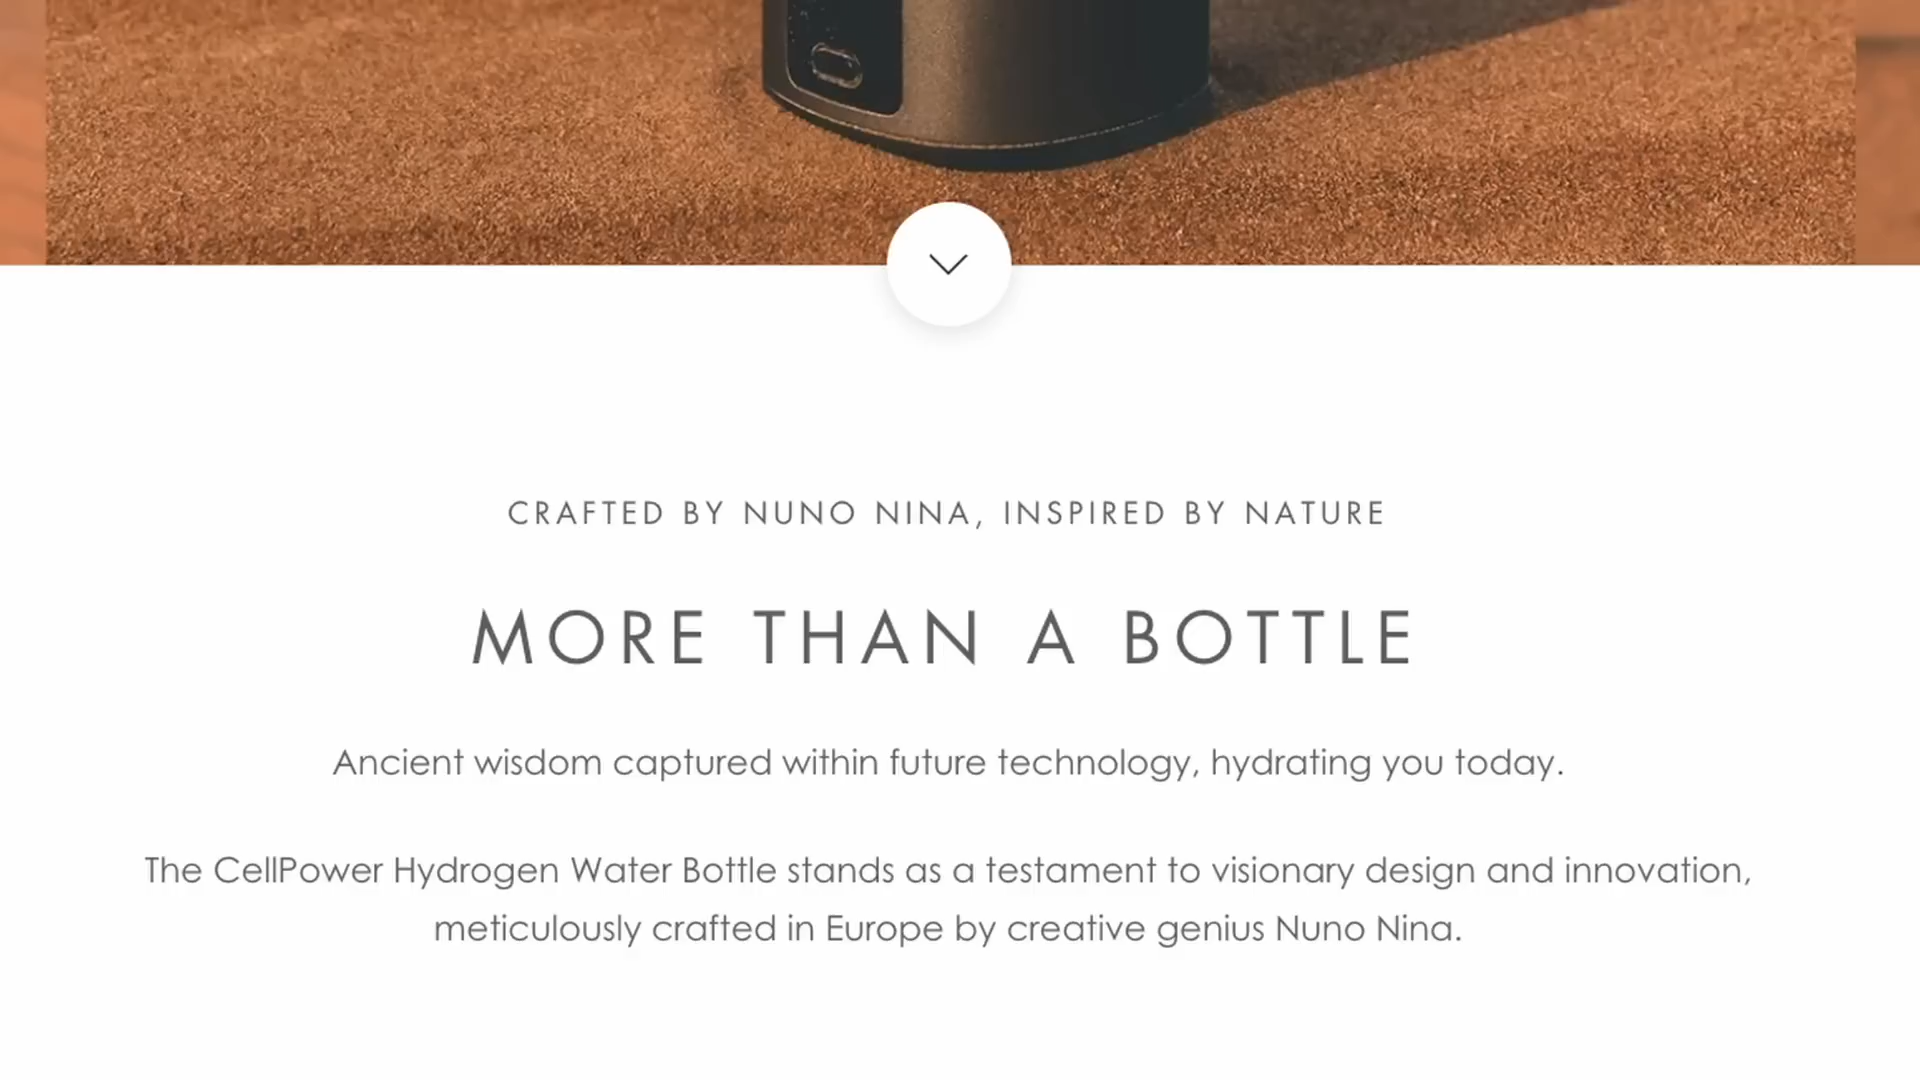 CRAFTED BY NUNO NINA, INSPIRED BY NATURE
MORE THAN A BOTTLE
Ancient wisdom captured within future technology, hydrating you today.
The CellPower Hydrogen Water Bottle stands as a testament to visionary design and innovation,
meticulously crafted in Europe by creative genius Nuno Nina.